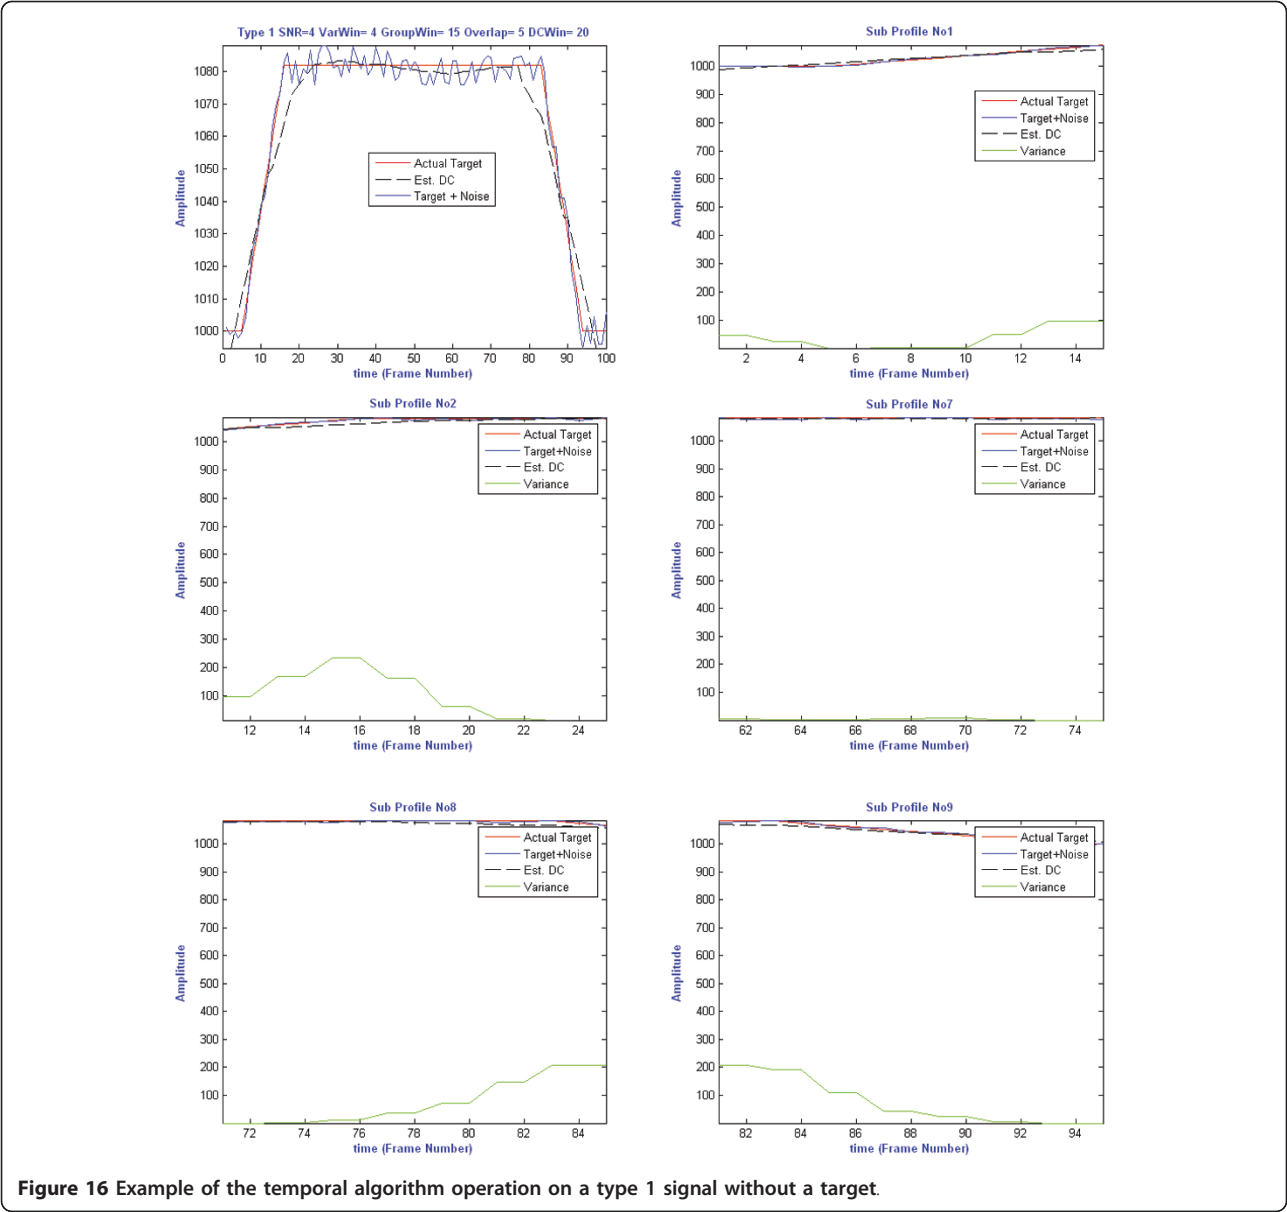 Type 1 SNR=4 VarWin= 4 GroupWin= 15 Overlap= 5 DCWin= 20
Amplitude
1080
1070
1060
1050
1040
1030
1020
1010
1000
Actual Target
Est. DC
Target + Noise
0 10 20 30 40 50 60 70 80 90 100
time (Frame Number)
Sub Profile No1
Amplitude
1000
900
800
700
600
500
400
300
200
100
Actual Target
Target+Noise
Est. DC
Variance
2 4 6 8 10 12 14
time (Frame Number)
Sub Profile No2
Amplitude
1000
900
800
700
600
500
400
300
200
100
Actual Target
Target+Noise
Est. DC
Variance
12 14 16 18 20 22 24
time (Frame Number)
Sub Profile No7
Amplitude
1000
900
800
700
600
500
400
300
200
100
Actual Target
Target+Noise
Est. DC
Variance
62 64 66 68 70 72 74
time (Frame Number)
Sub Profile No8
Amplitude
1000
900
800
700
600
500
400
300
200
100
Actual Target
Target+Noise
Est. DC
Variance
72 74 76 78 80 82 84
time (Frame Number)
Sub Profile No9
Amplitude
1000
900
800
700
600
500
400
300
200
100
Actual Target
Target+Noise
Est. DC
Variance
82 84 86 88 90 92 94
time (Frame Number)
Figure 16 Example of the temporal algorithm operation on a type 1 signal without a target.